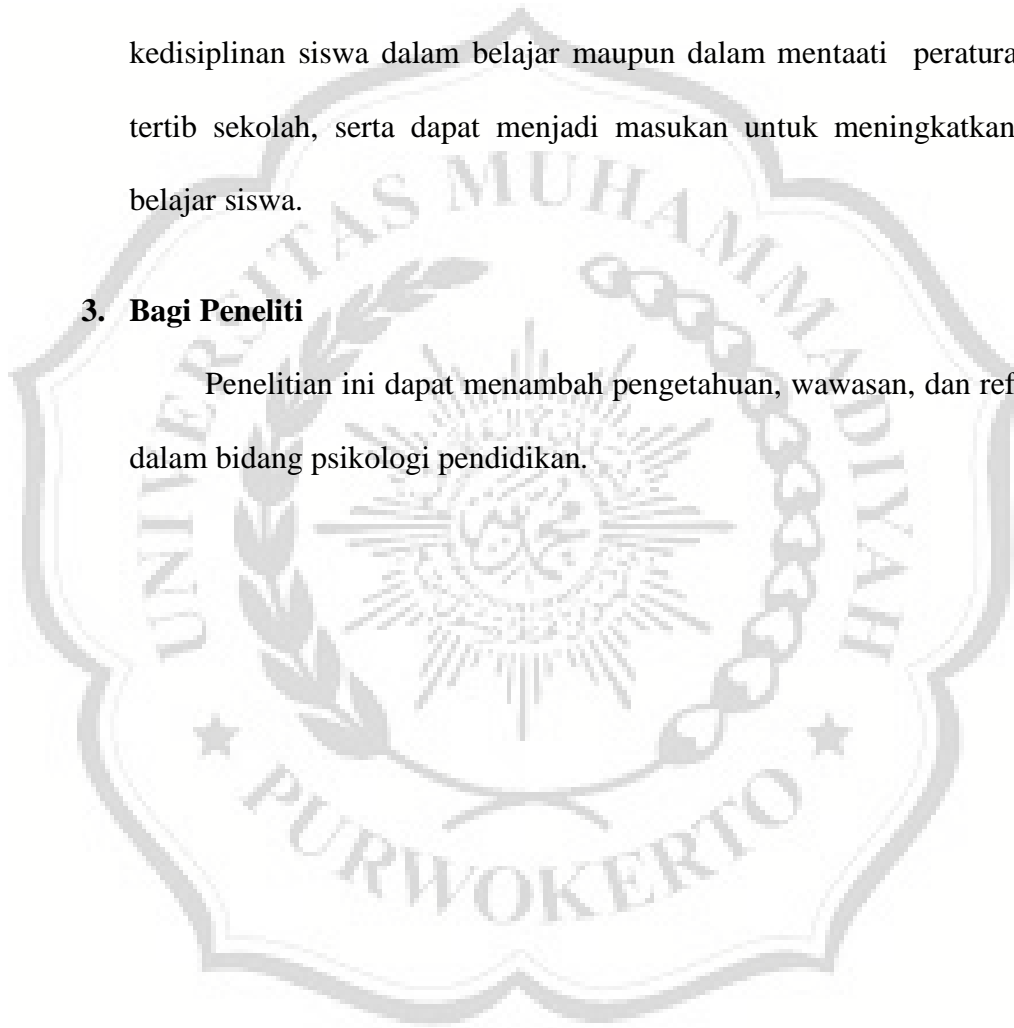 kedisiplinan siswa dalam belajar maupun dalam mentaati peratura
tertib sekolah, serta dapat menjadi masukan untuk meningkatkan
belajar siswa.
3. Bagi Peneliti
Penelitian ini dapat menambah pengetahuan, wawasan, dan ref
dalam bidang psikologi pendidikan.
UNIVERSITAS MUHAMMADIYAH
PURWOKERTO